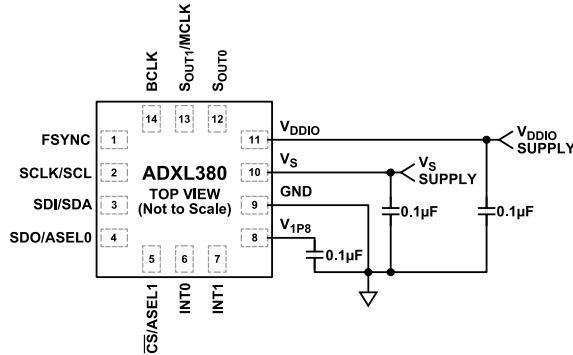 BCLK
SOUT1/MCLK
SOUT0
14
13
12
FSYNC
1
11
VDDIO
VDDIO
SUPPLY
SCLK/SCL
2
ADXL380
10
VS
VS
SUPPLY
TOP VIEW
(Not to Scale)
SDI/SDA
3
9
GND
0.1µF
0.1µF
SDO/ASEL0
4
8
V1P8
0.1µF
5
6
7
CS/ASEL1
INT0
INT1